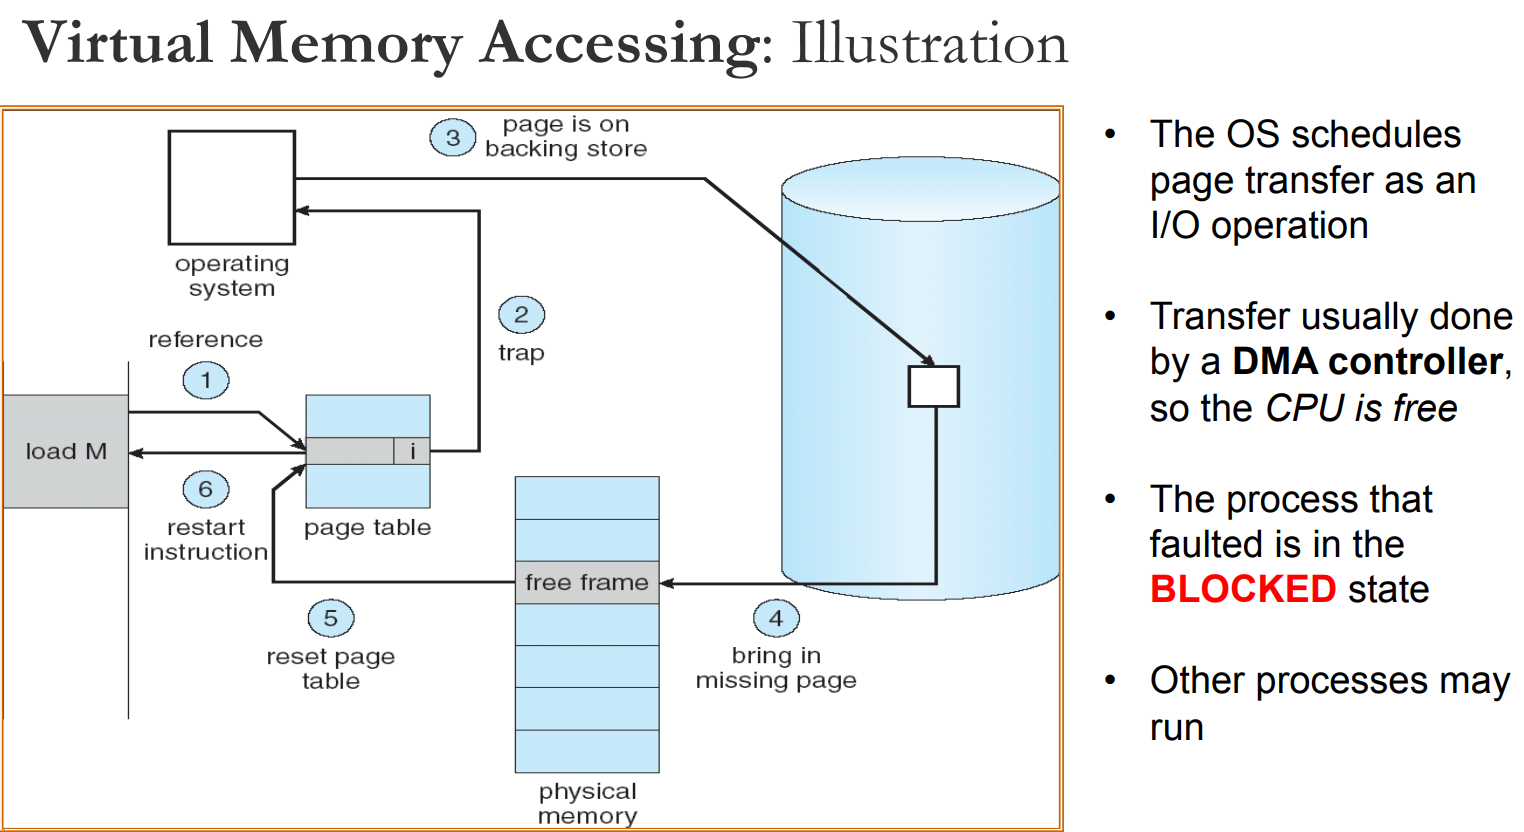 Virtual Memory Accessing: Illustration
3
page is on
backing store
operating
system
2
trap
reference
1
load M
i
6
restart
instruction
page table
free frame
5
reset page
table
4
bring in
missing page
physical
memory
• The OS schedules
page transfer as an
I/O operation
• Transfer usually done
by a DMA controller,
so the CPU is free
• The process that
faulted is in the
BLOCKED state
• Other processes may
run